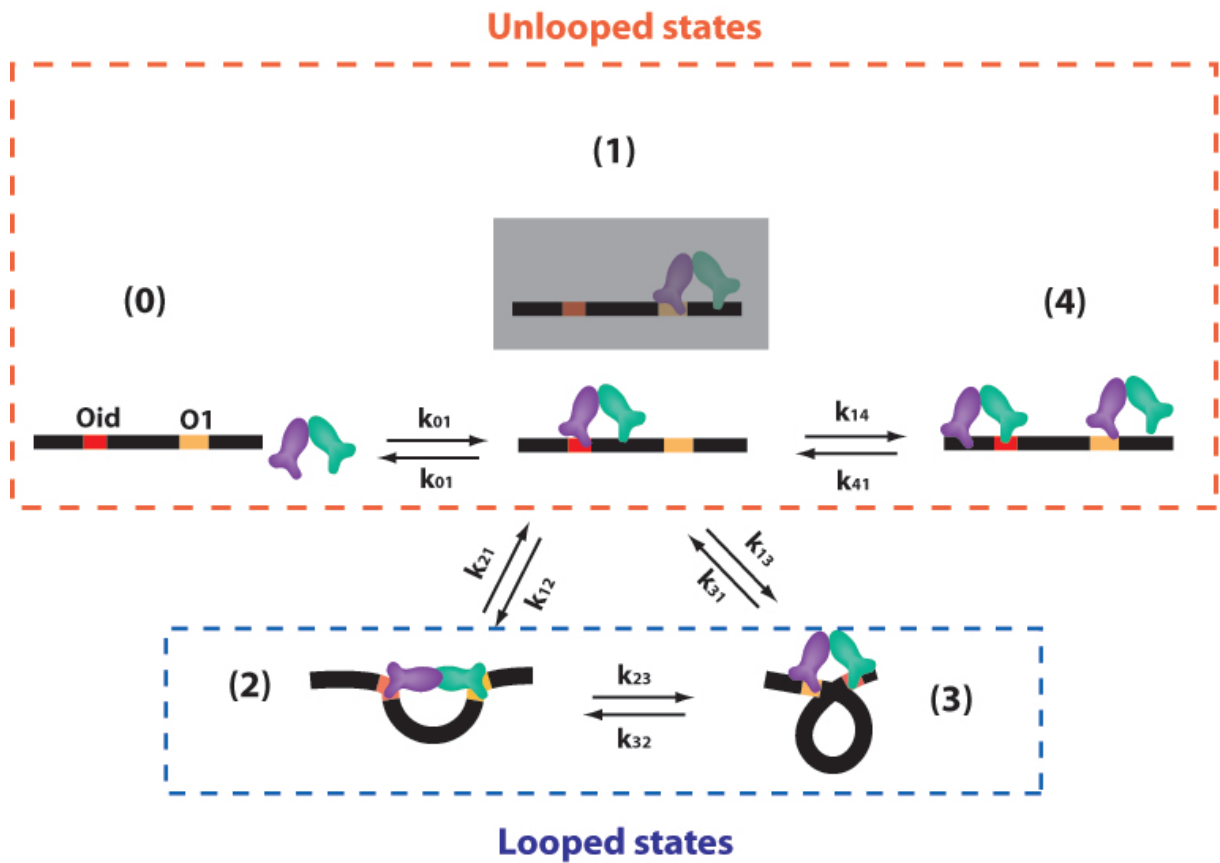 Unlooped states
(1)
(0)
(4)
Oid
O1
k01
k01
k14
k41
k21
k12
k13
k31
(2)
k23
k32
(3)
Looped states